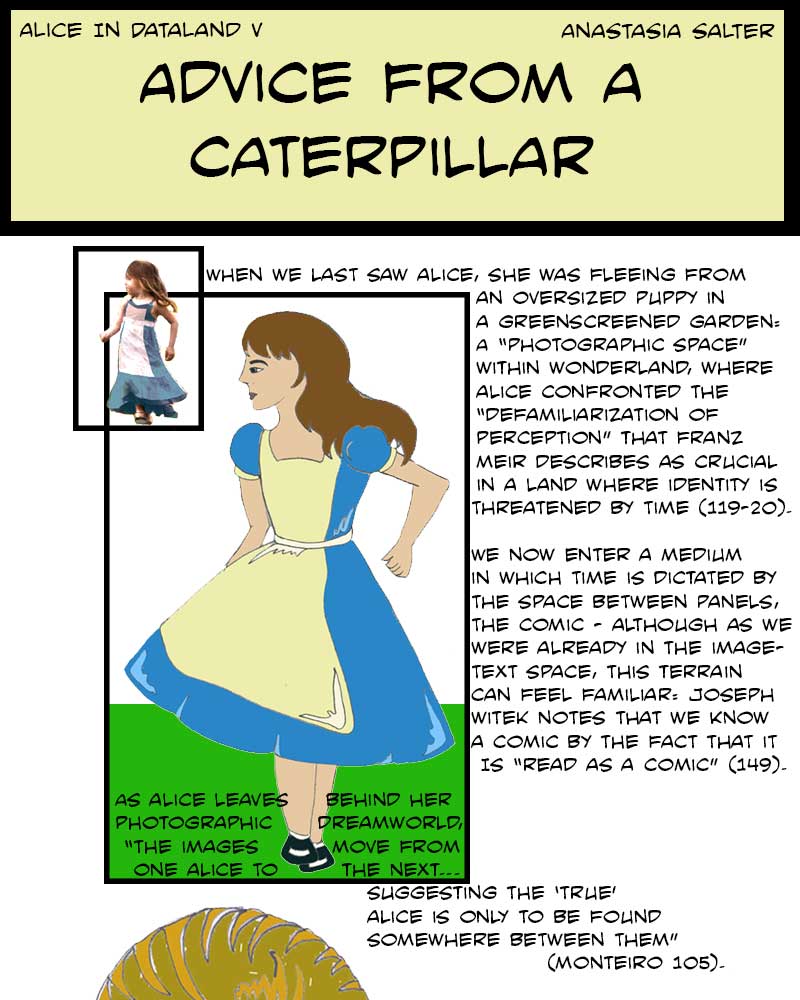 ALICE IN DATALAND V
ANASTASIA SALTER
ADVICE FROM A
CATERPILLAR
WHEN WE LAST SAW ALICE, SHE WAS FLEEING FROM
AN OVERSIZED PUPPY IN
A GREENSCREENED GARDEN:
A "PHOTOGRAPHIC SPACE"
WITHIN WONDERLAND, WHERE
ALICE CONFRONTED THE
"DEFAMILIARIZATION OF
PERCEPTION" THAT FRANZ
MEIR DESCRIBES AS CRUCIAL
IN A LAND WHERE IDENTITY IS
THREATENED BY TIME (119-20).
WE NOW ENTER A MEDIUM
IN WHICH TIME IS DICTATED BY
THE SPACE BETWEEN PANELS,
THE COMIC - ALTHOUGH AS WE
WERE ALREADY IN THE IMAGE-
TEXT SPACE, THIS TERRAIN
CAN FEEL FAMILIAR: JOSEPH
WITEK NOTES THAT WE KNOW
A COMIC BY THE FACT THAT IT
IS "READ AS A COMIC" (149).
AS ALICE LEAVES BEHIND HER
PHOTOGRAPHIC DREAMWORLD,
"THE IMAGES MOVE FROM
ONE ALICE TO THE NEXT...
SUGGESTING THE 'TRUE'
ALICE IS ONLY TO BE FOUND
SOMEWHERE BETWEEN THEM"
(MONTEIRO 105).